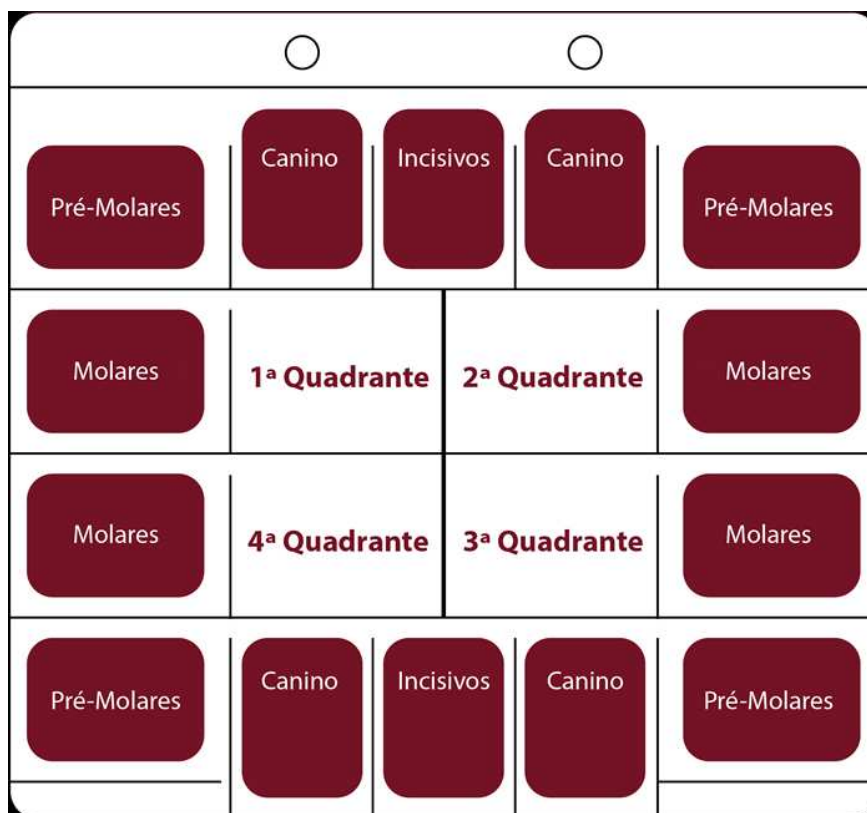 Canino Incisivos Canino
Pré-Molares Pré-Molares
Molares 1ª Quadrante 2ª Quadrante Molares
Molares 4ª Quadrante 3ª Quadrante Molares
Canino Incisivos Canino
Pré-Molares Pré-Molares